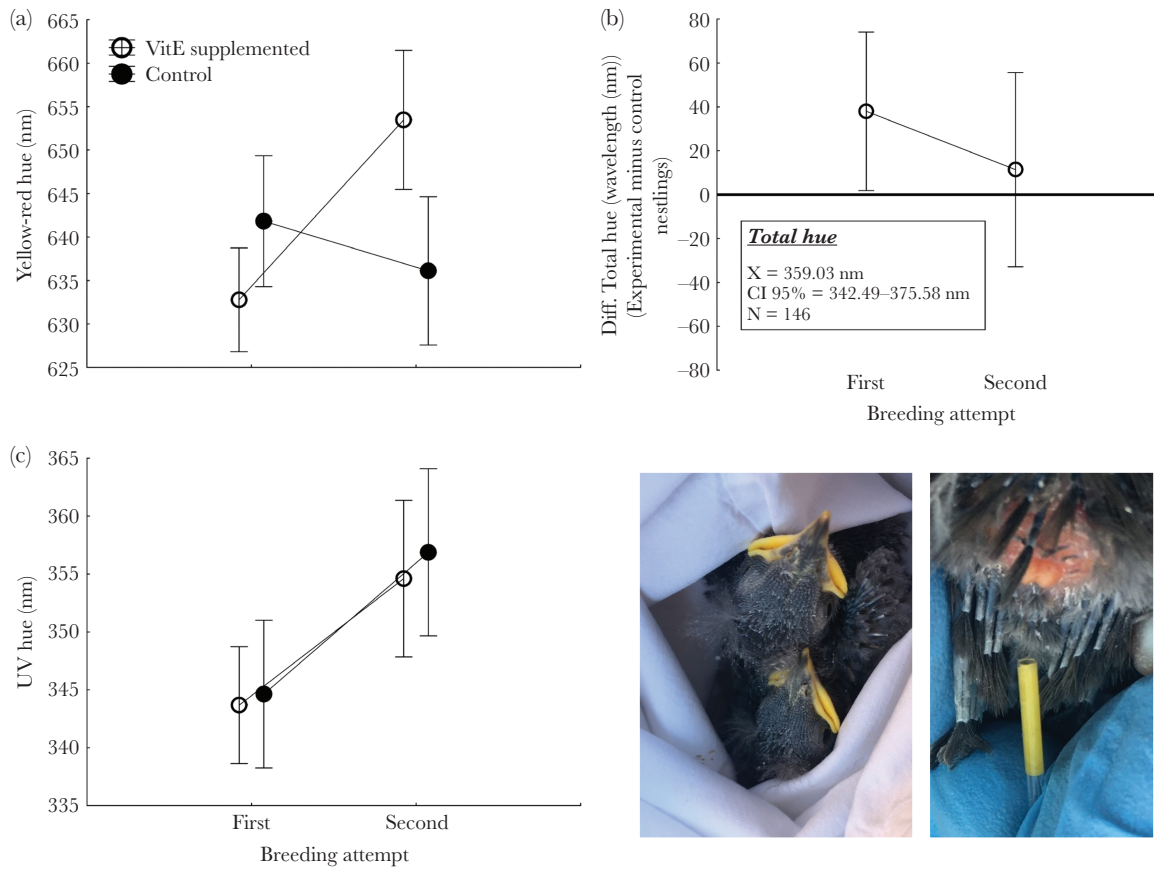 (a)
665
660
655
650
645
640
635
630
625
Yellow-red hue (nm)
VitE supplemented
Control
(b)
80
60
40
20
0
–20
–40
–60
–80
Diff. Total hue (wavelength (nm))
(Experimental minus control
nestlings)
Total hue
X = 359.03 nm
CI 95% = 342.49–375.58 nm
N = 146
First
Second
Breeding attempt
(c)
365
360
355
350
345
340
335
UV hue (nm)
First
Second
Breeding attempt